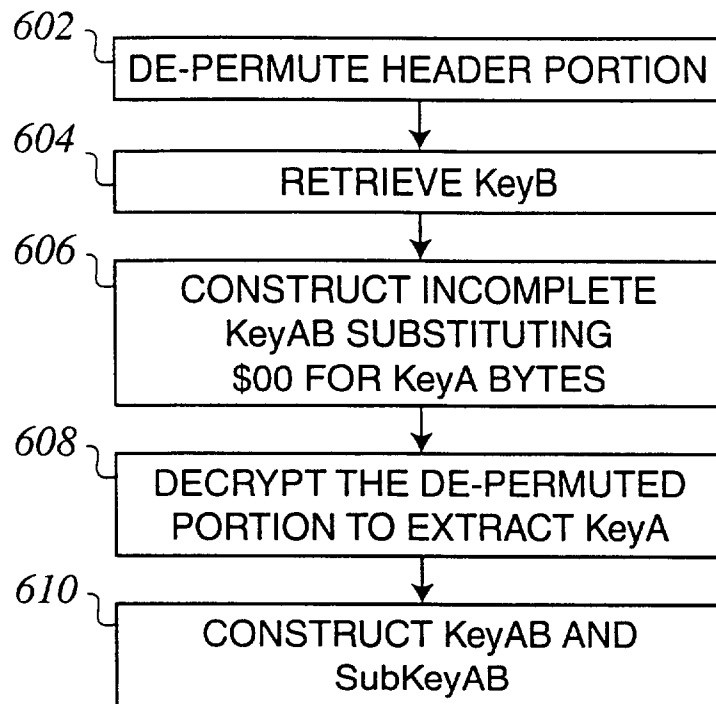 602
DE-PERMUTE HEADER PORTION
604
RETRIEVE KeyB
606
CONSTRUCT INCOMPLETE
KeyAB SUBSTITUTING
$00 FOR KeyA BYTES
608
DECRYPT THE DE-PERMUTED
PORTION TO EXTRACT KeyA
610
CONSTRUCT KeyAB AND
SubKeyAB